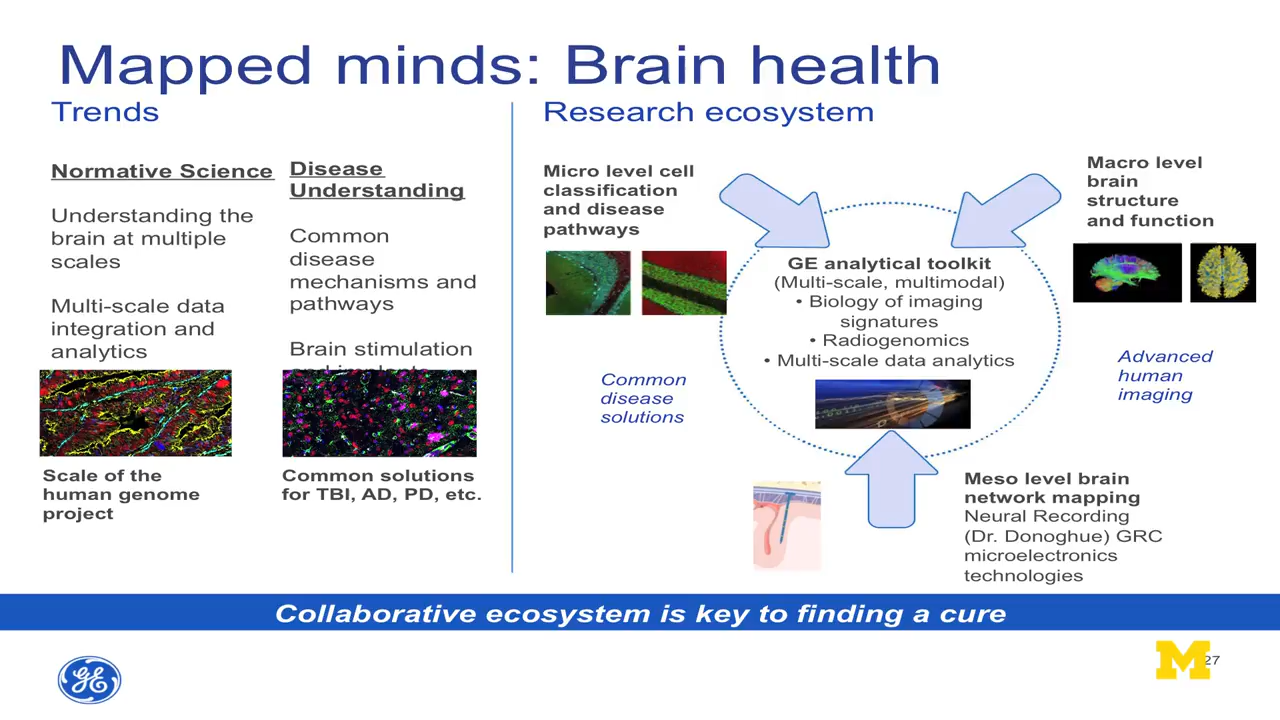 Mapped minds: Brain health
Trends
Normative Science
Understanding the
brain at multiple
scales
Multi-scale data
integration and
analytics
Scale of the
human genome
project
Disease
Understanding
Common
disease
mechanisms and
pathways
Brain stimulation
Common solutions
for TBI, AD, PD, etc.
Research ecosystem
Micro level cell
classification
and disease
pathways
Common
disease
solutions
GE analytical toolkit
(Multi-scale, multimodal)
• Biology of imaging
signatures
• Radiogenomics
• Multi-scale data analytics
Macro level
brain
structure
and function
Advanced
human
imaging
Meso level brain
network mapping
Neural Recording
(Dr. Donoghue) GRC
microelectronics
technologies
Collaborative ecosystem is key to finding a cure
GE
M
27